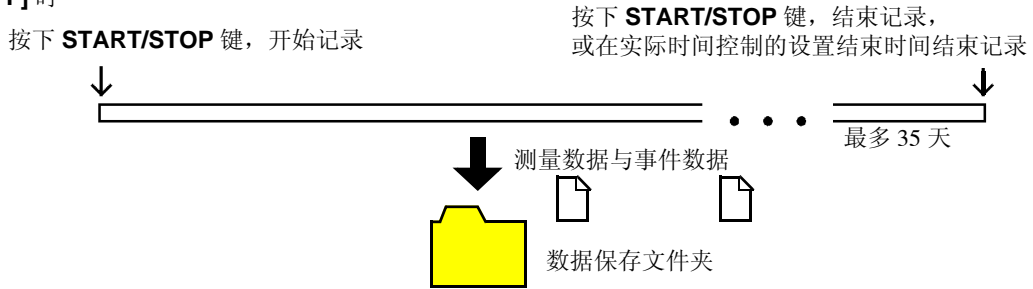 ] 时
按下 START/STOP 键，开始记录
按下 START/STOP 键，结束记录，
或在实际时间控制的设置结束时间结束记录
最多 35 天
测量数据与事件数据
数据保存文件夹